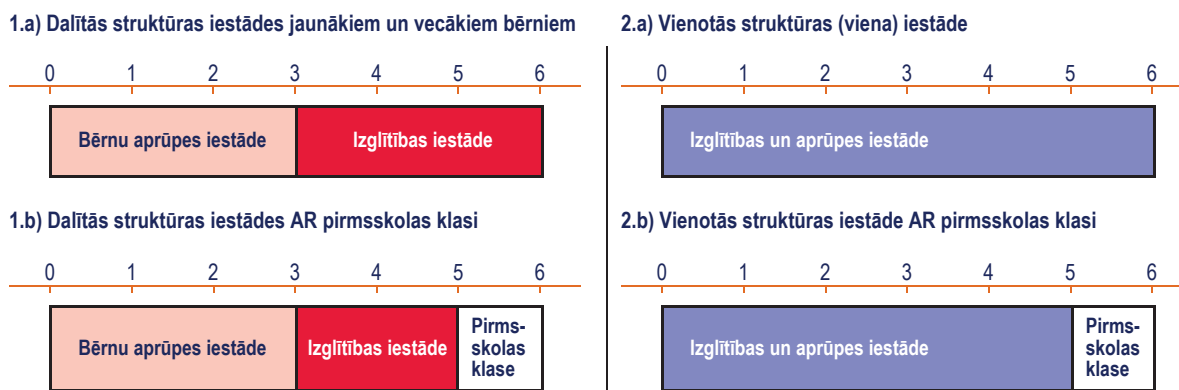 1.a) Dalītās struktūras iestādes jaunākiem un vecākiem bērniem
0 1 2 3 4 5 6
Bērnu aprūpes iestāde
Izglītības iestāde
1.b) Dalītās struktūras iestādes AR pirmsskolas klasi
0 1 2 3 4 5 6
Bērnu aprūpes iestāde
Izglītības iestāde
Pirms-
skolas
klase
2.a) Vienotās struktūras (viena) iestāde
0 1 2 3 4 5 6
Izglītības un aprūpes iestāde
2.b) Vienotās struktūras iestāde AR pirmsskolas klasi
0 1 2 3 4 5 6
Izglītības un aprūpes iestāde
Pirms-
skolas
klase